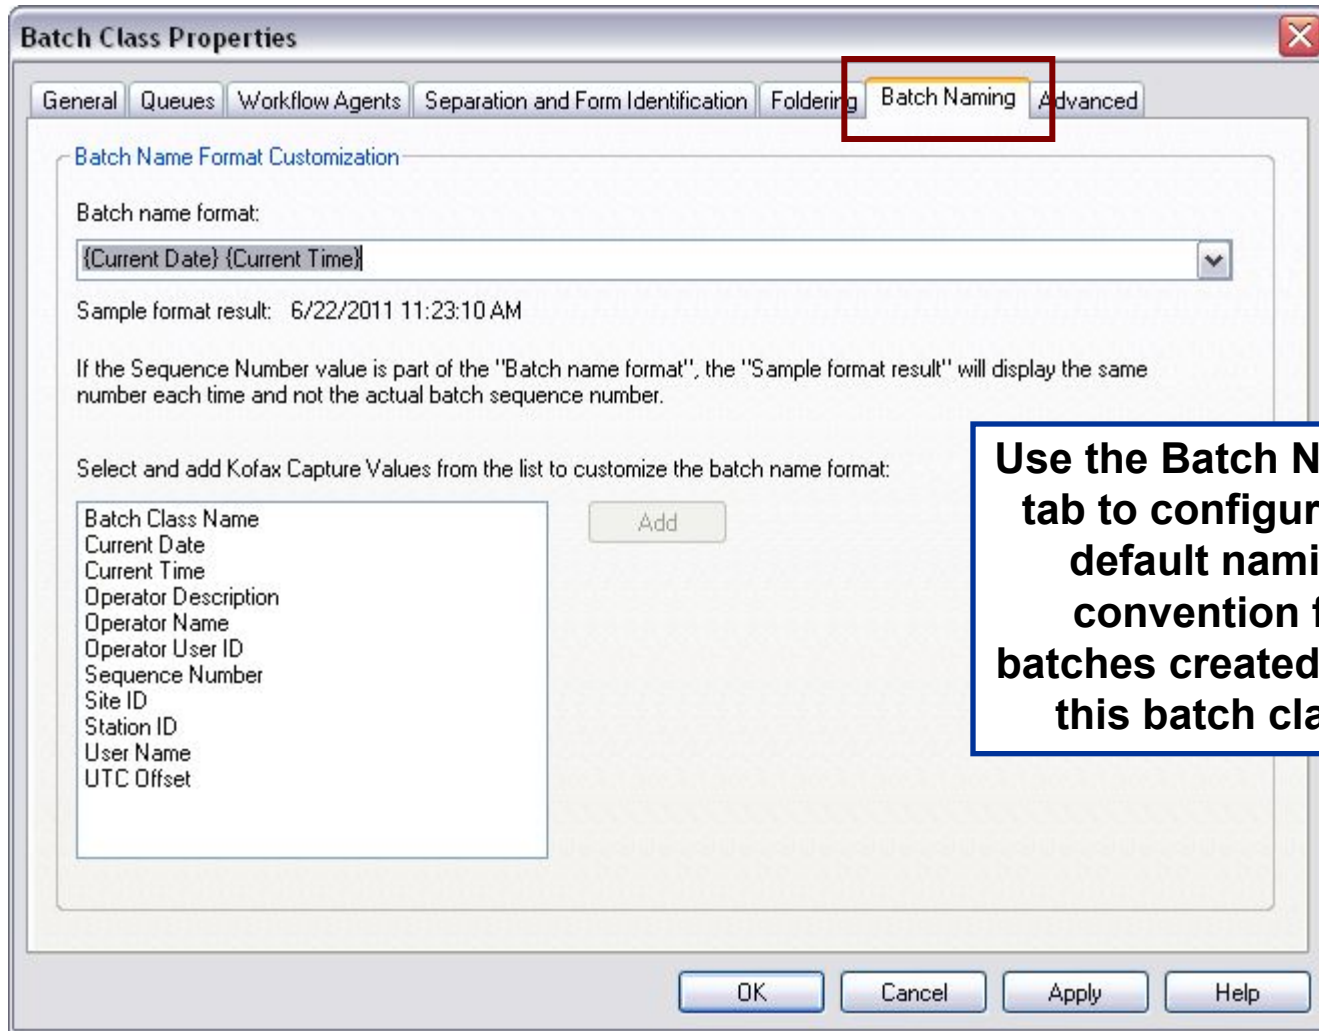 Batch Class Properties
General Queues Workflow Agents Separation and Form Identification Foldering Batch Naming Advanced
Batch Name Format Customization
Batch name format:
{Current Date} {Current Time}
Sample format result: 6/22/2011 11:23:10 AM
If the Sequence Number value is part of the "Batch name format", the "Sample format result" will display the same
number each time and not the actual batch sequence number.
Select and add Kofax Capture Values from the list to customize the batch name format:
Batch Class Name
Current Date
Current Time
Operator Description
Operator Name
Operator User ID
Sequence Number
Site ID
Station ID
User Name
UTC Offset
Add
Use the Batch N
tab to configur
default nami
convention f
batches created
this batch cla
OK Cancel Apply Help